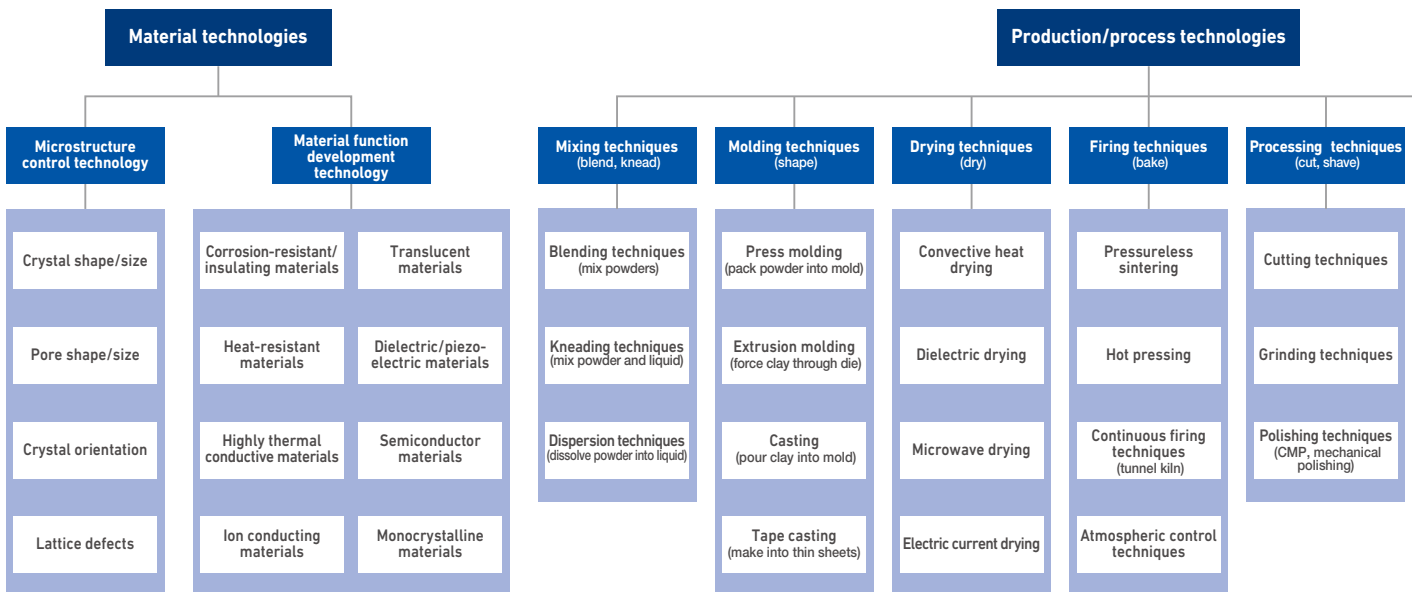 Material technologies
Microstructure
control technology
Crystal shape/size
Pore shape/size
Crystal orientation
Lattice defects
Material function
development
technology
Corrosion-resistant/
insulating materials
Heat-resistant
materials
Highly thermal
conductive materials
Ion conducting
materials
Translucent
materials
Dielectric/piezo-
electric materials
Semiconductor
materials
Monocrystalline
materials
Production/process technologies
Mixing techniques
(blend, knead)
Blending techniques
(mix powders)
Kneading techniques
(mix powder and liquid)
Dispersion techniques
(dissolve powder into liquid)
Molding techniques
(shape)
Press molding
(pack powder into mold)
Extrusion molding
(force clay through die)
Casting
(pour clay into mold)
Tape casting
(make into thin sheets)
Drying techniques
(dry)
Convective heat
drying
Dielectric drying
Microwave drying
Electric current drying
Firing techniques
(bake)
Pressureless
sintering
Hot pressing
Continuous firing
techniques
(tunnel kiln)
Atmospheric control
techniques
Processing techniques
(cut, shave)
Cutting techniques
Grinding techniques
Polishing techniques
(CMP, mechanical
polishing)